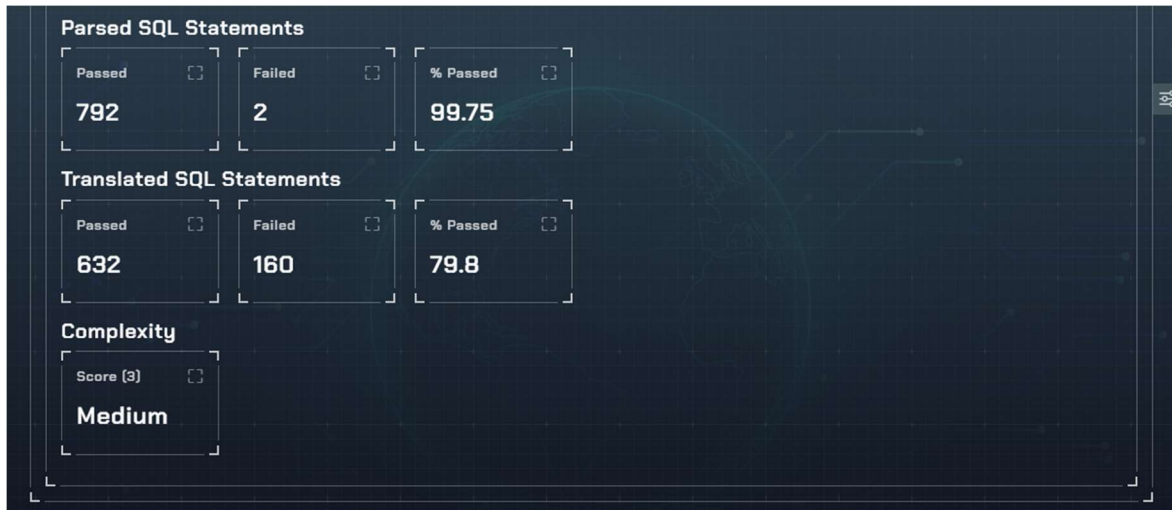 Parsed SQL Statements
Passed Failed % Passed
792 2 99.75
Translated SQL Statements
Passed Failed % Passed
632 160 79.8
Complexity
Score (3)
Medium